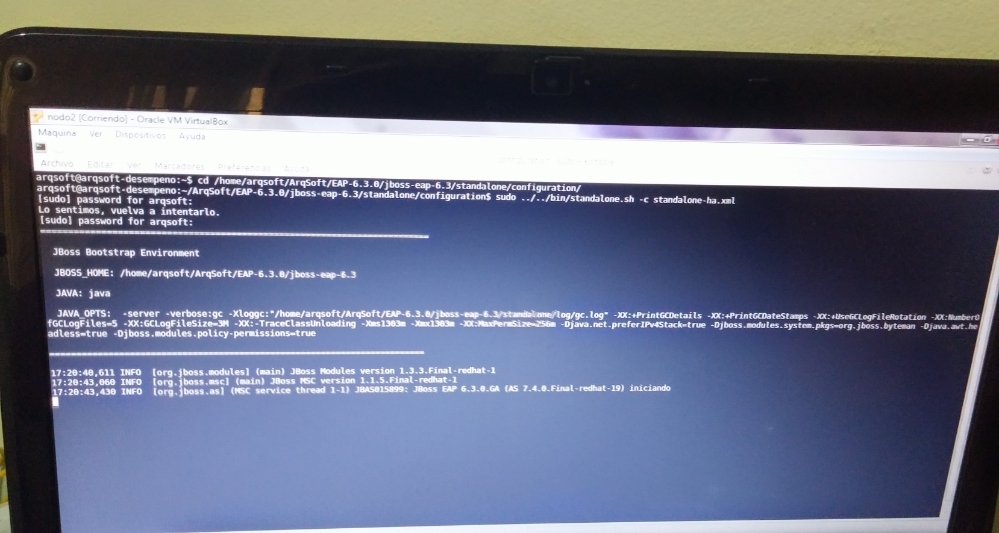 nodo2 [Corriendo] - Oracle VM VirtualBox
Máquina Ver Dispositivos Ayuda
Archivo Editar Ver Marcadores Preferencias Ayuda
arqsoft@arqsoft-desempeno:~$ cd /home/arqsoft/ArqSoft/EAP-6.3.0/jboss-eap-6.3/standalone/configuration/
arqsoft@arqsoft-desempeno:~/ArqSoft/EAP-6.3.0/jboss-eap-6.3/standalone/configuration$ sudo ../../bin/standalone.sh -c standalone-ha.xml
[sudo] password for arqsoft:
Lo sentimos, vuelva a intentarlo.
[sudo] password for arqsoft:
JBoss Bootstrap Environment
JBOSS_HOME: /home/arqsoft/ArqSoft/EAP-6.3.0/jboss-eap-6.3
JAVA: java
JAVA_OPTS: -server -verbose:gc -Xloggc:"/home/arqsoft/ArqSoft/EAP-6.3.0/jboss-eap-6.3/standalone/log/gc.log" -XX:+PrintGCDetails -XX:+PrintGCDateStamps -XX:+UseGCLogFileRotation -XX:NumberO
fGCLogFiles=5 -XX:GCLogFileSize=3M -XX:-TraceClassUnloading -Xms1303m -Xmx1303m -XX:MaxPermSize=256m -Djava.net.preferIPv4Stack=true -Djboss.modules.system.pkgs=org.jboss.byteman -Djava.awt.he
adless=true -Djboss.modules.policy-permissions=true
17:20:40,611 INFO [org.jboss.modules] (main) JBoss Modules version 1.3.3.Final-redhat-1
17:20:43,060 INFO [org.jboss.msc] (main) JBoss MSC version 1.1.5.Final-redhat-1
17:20:43,430 INFO [org.jboss.as] (MSC service thread 1-1) JBAS015899: JBoss EAP 6.3.0.GA (AS 7.4.0.Final-redhat-19) iniciando